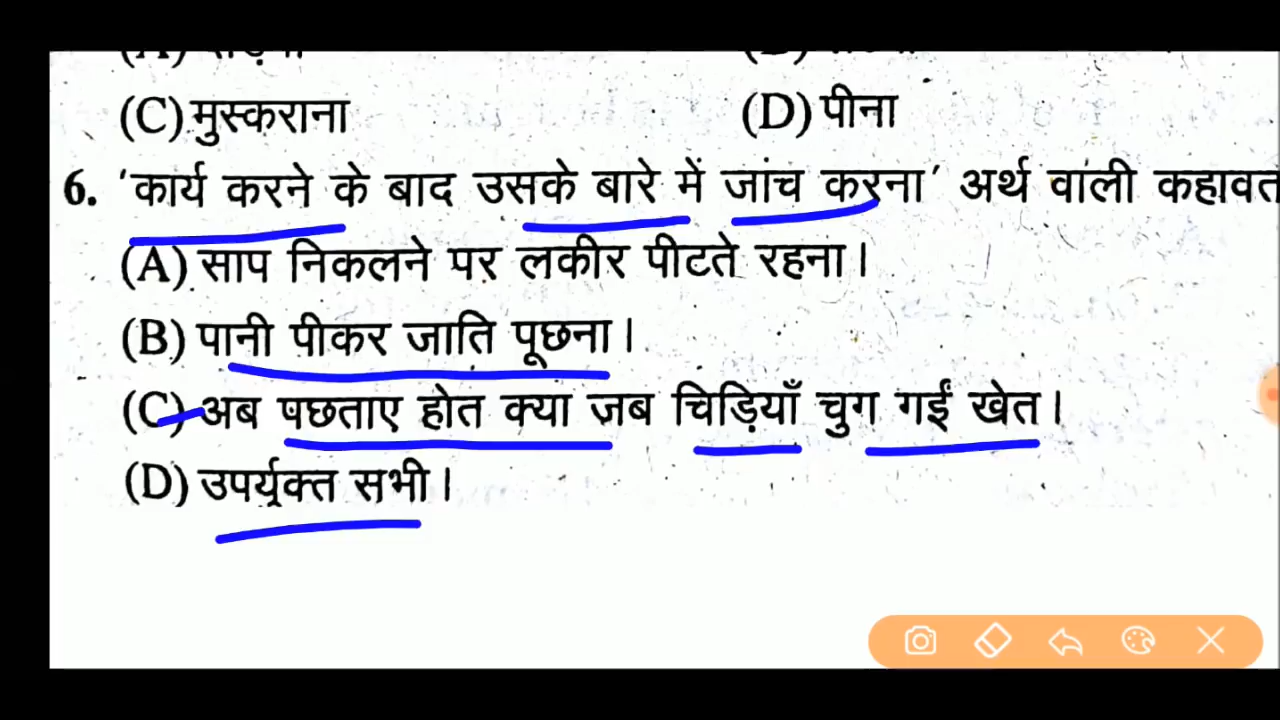 (C) मुस्कराना (D) पीना
6. 'कार्य करने के बाद उसके बारे में जांच करना' अर्थ वाली कहावत
(A) साप निकलने पर लकीर पीटते रहना।
(B) पानी पीकर जाति पूछना।
(C) अब पछताए होत क्या जब चिड़ियाँ चुग गईं खेत।
(D) उपर्युक्त सभी।